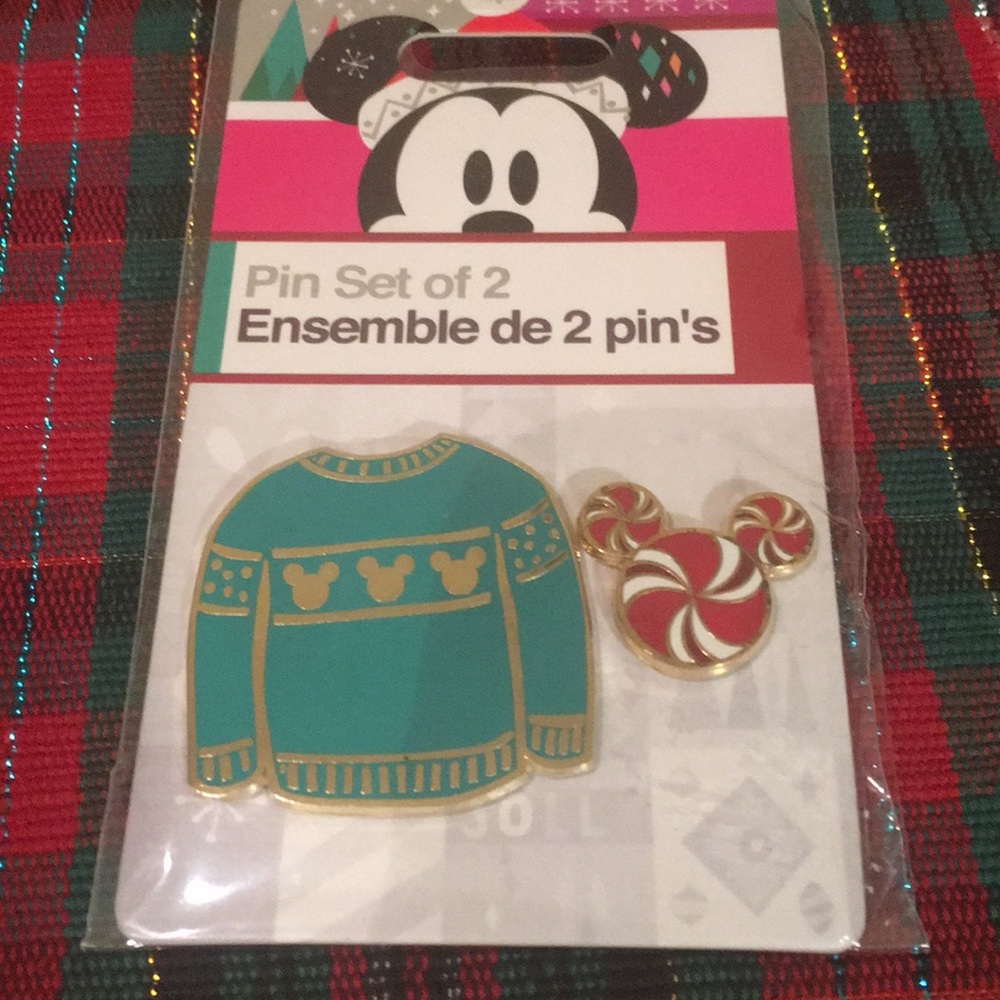 Pin Set of 2
Ensemble de 2 pin's